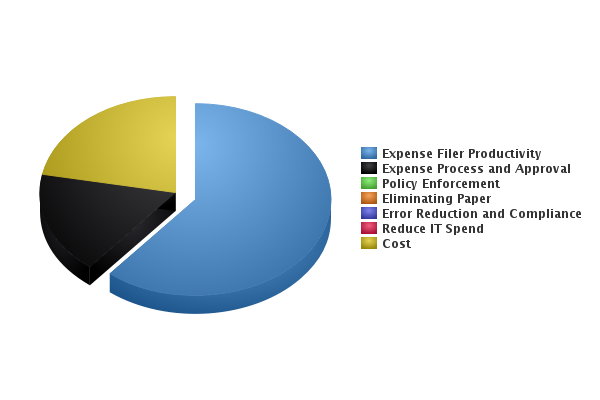 Expense Filer Productivity
Expense Process and Approval
Policy Enforcement
Eliminating Paper
Error Reduction and Compliance
Reduce IT Spend
Cost